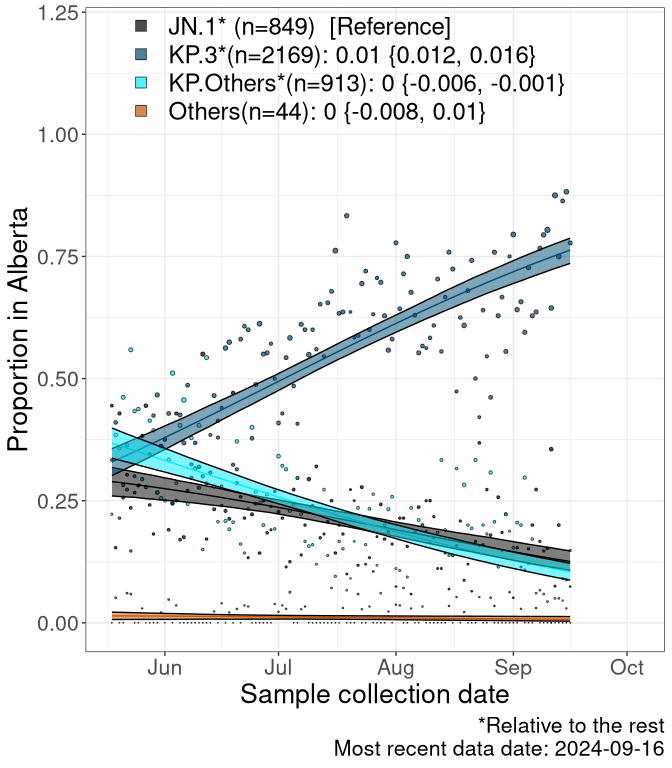 JN.1* (n=849)  [Reference]
KP.3*(n=2169): 0.01 {0.012, 0.016}
KP.Others*(n=913): 0 {-0.006, -0.001}
Others(n=44): 0 {-0.008, 0.01}
Proportion in Alberta
1.25
1.00
0.75
0.50
0.25
0.00
Jun Jul Aug Sep Oct
Sample collection date
*Relative to the rest
Most recent data date: 2024-09-16